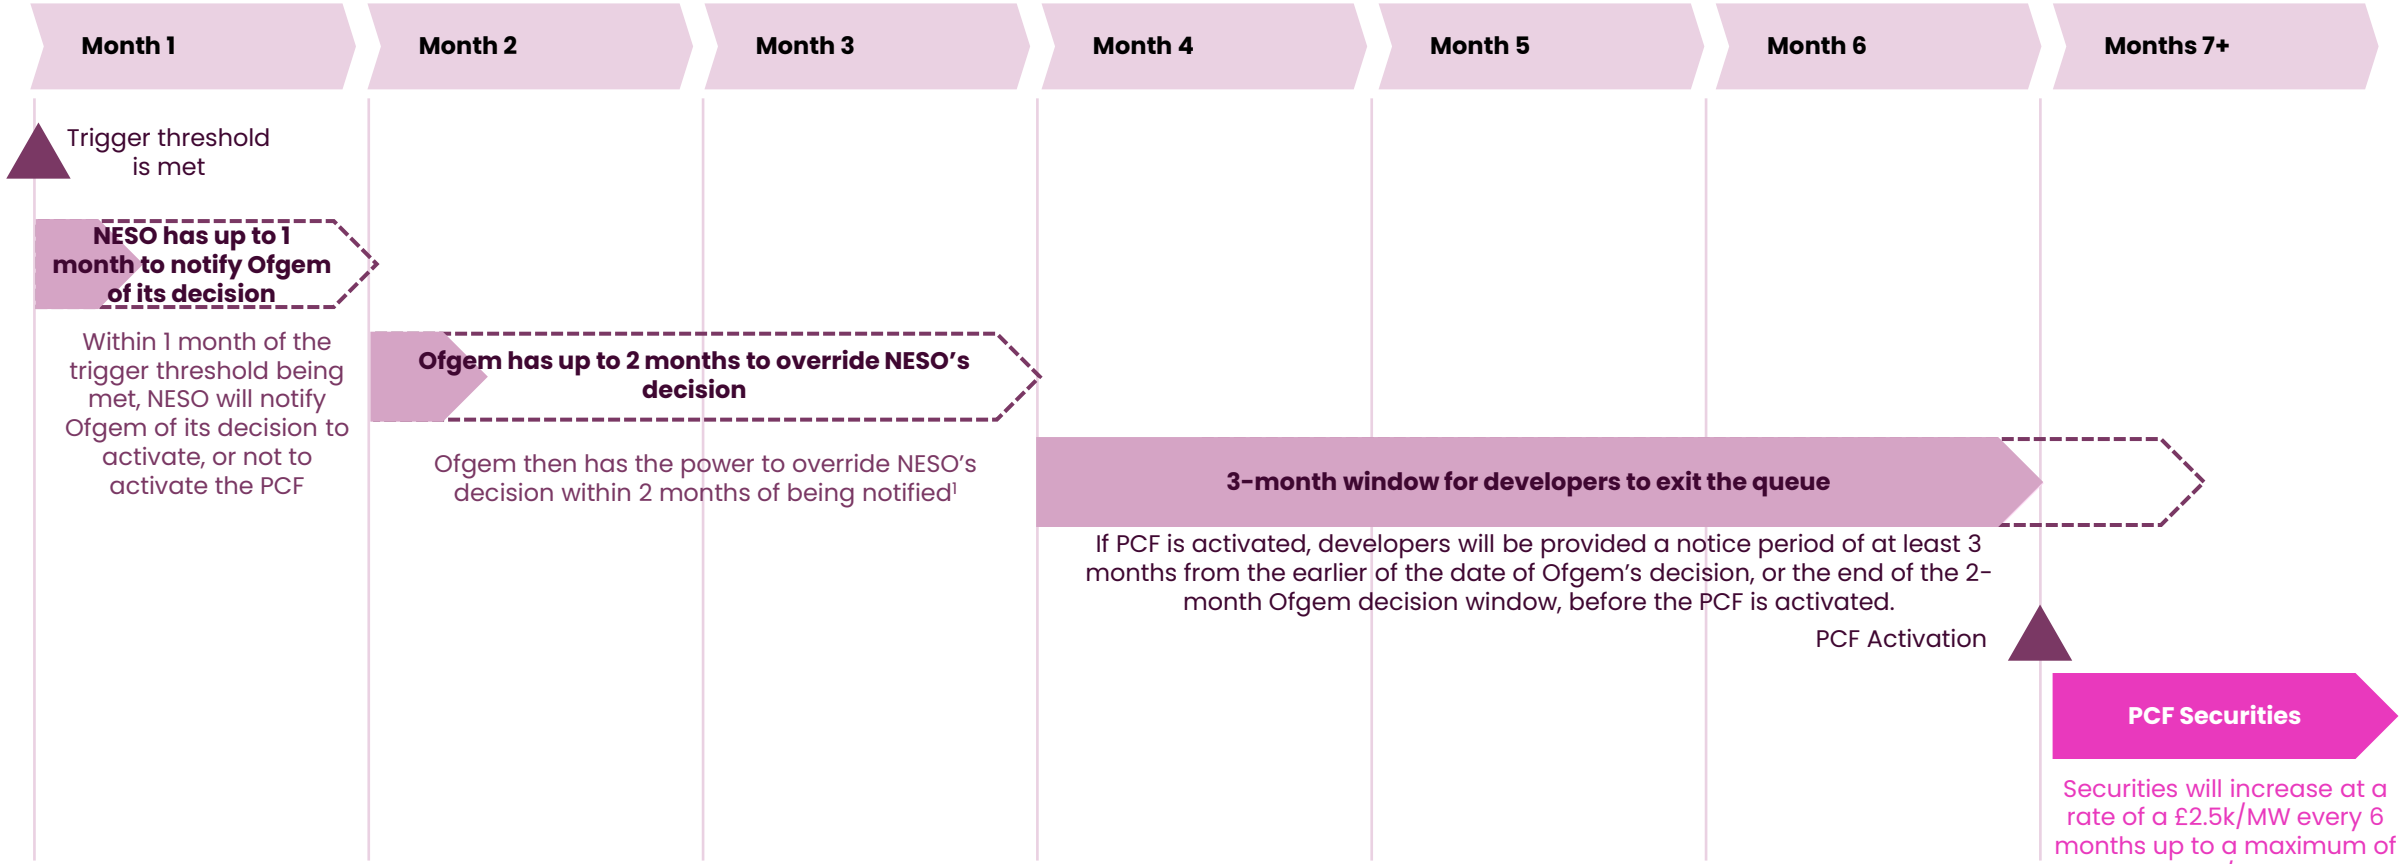 Month 1
Month 2
Month 3
Month 4
Month 5
Month 6
Months 7+
Trigger threshold
is met
NESO has up to 1
month to notify Ofgem
of its decision
Within 1 month of the
trigger threshold being
met, NESO will notify
Ofgem of its decision to
activate, or not to
activate the PCF
Ofgem has up to 2 months to override NESO’s
decision
Ofgem then has the power to override NESO’s
decision within 2 months of being notified¹
3-month window for developers to exit the queue
If PCF is activated, developers will be provided a notice period of at least 3
months from the earlier of the date of Ofgem’s decision, or the end of the 2-
month Ofgem decision window, before the PCF is activated.
PCF Activation
PCF Securities
Securities will increase at a
rate of a £2.5k/MW every 6
months up to a maximum of